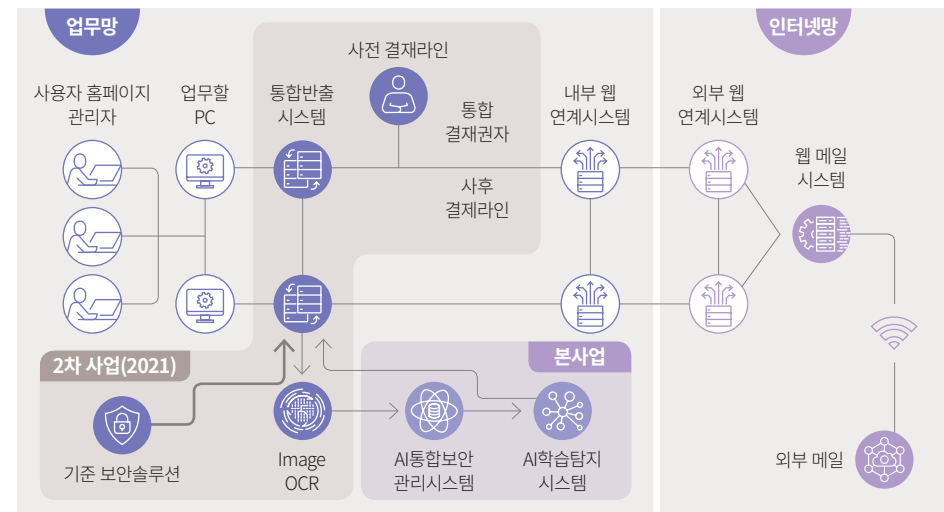 업무망
인터넷망
사용자 홈페이지
관리자
업무할
PC
통합반출
시스템
사전 결재라인
통합
결재권자
사후
결제라인
내부 웹
연계시스템
외부 웹
연계시스템
웹 메일
시스템
2차 사업(2021)
본사업
기준 보안솔루션
Image
OCR
AI통합보안
관리시스템
AI학습탐지
시스템
외부 메일